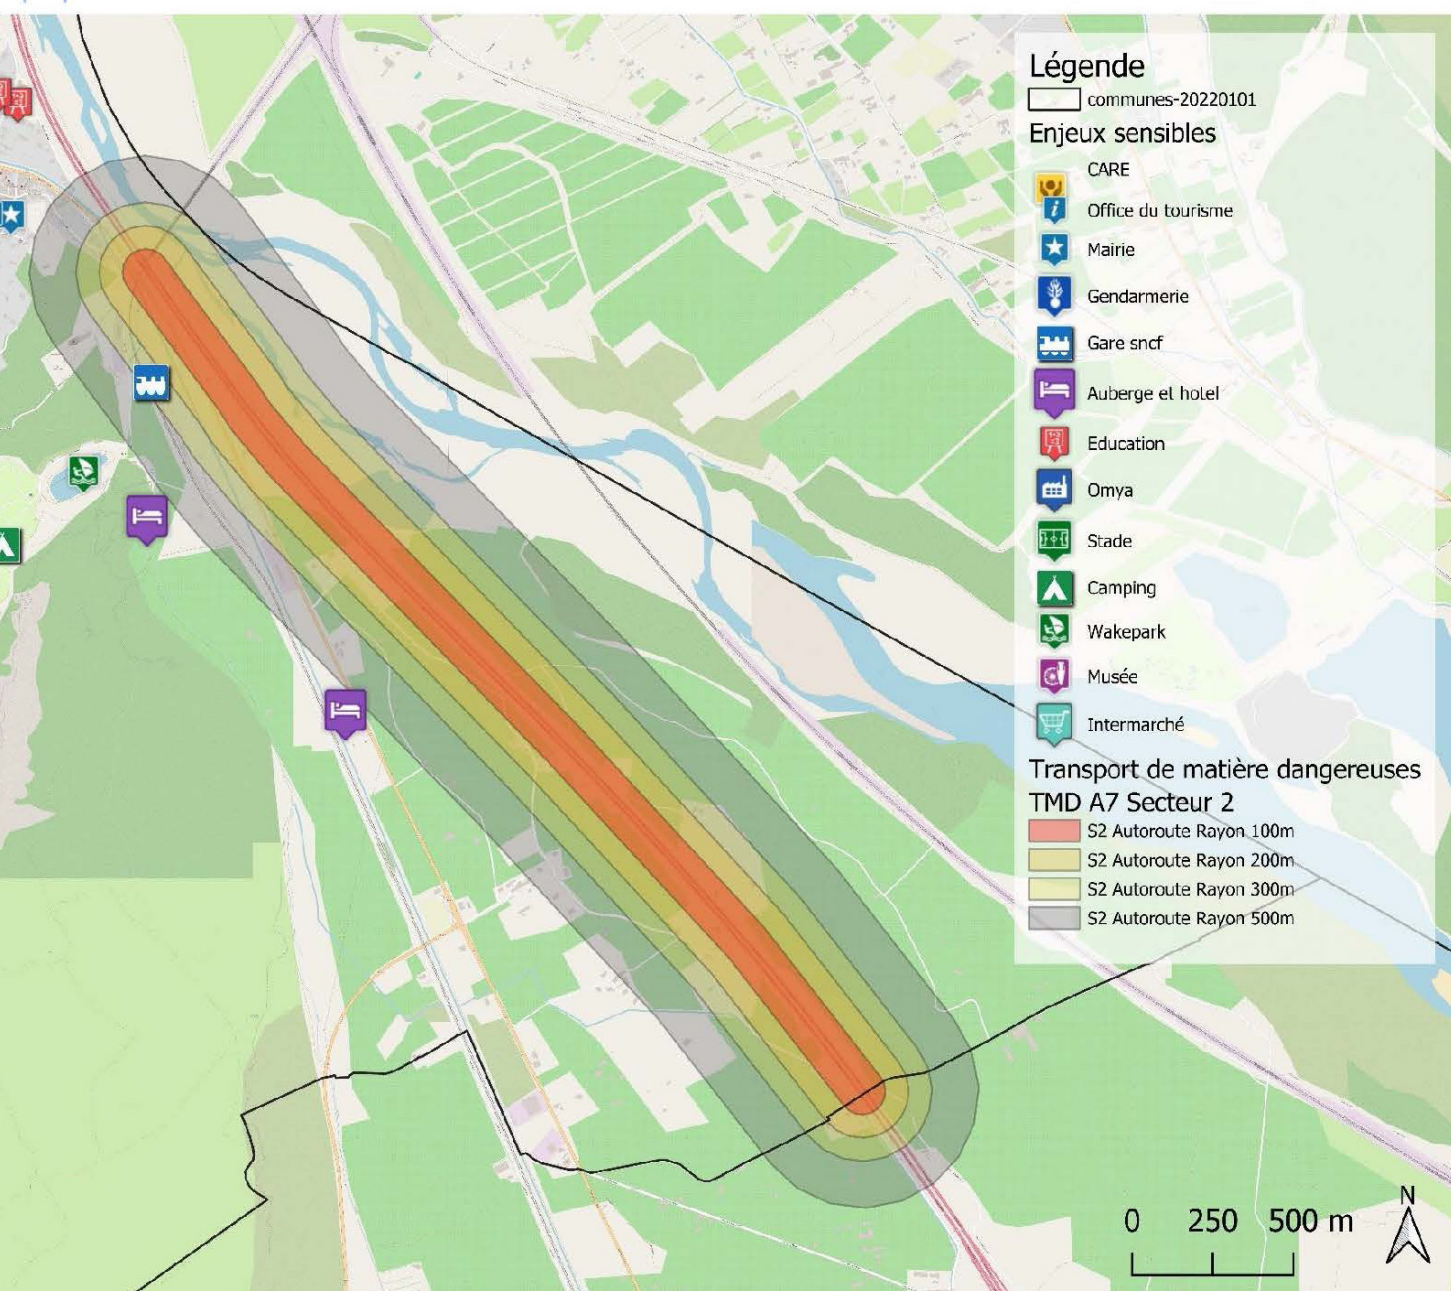 Légende
communes-20220101
Enjeux sensibles
CARE
Office du tourisme
Mairie
Gendarmerie
Gare sncf
Auberge et hotel
Education
Omya
Stade
Camping
Wakepark
Musée
Intermarché
Transport de matière dangereuses
TMD A7 Secteur 2
S2 Autoroute Rayon 100m
S2 Autoroute Rayon 200m
S2 Autoroute Rayon 300m
S2 Autoroute Rayon 500m
N
0 250 500 m